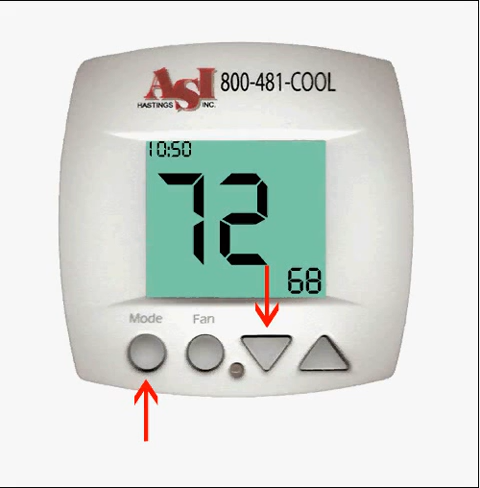 ASI 800-481-COOL
HASTINGS INC.
10:50
72
68
Mode Fan